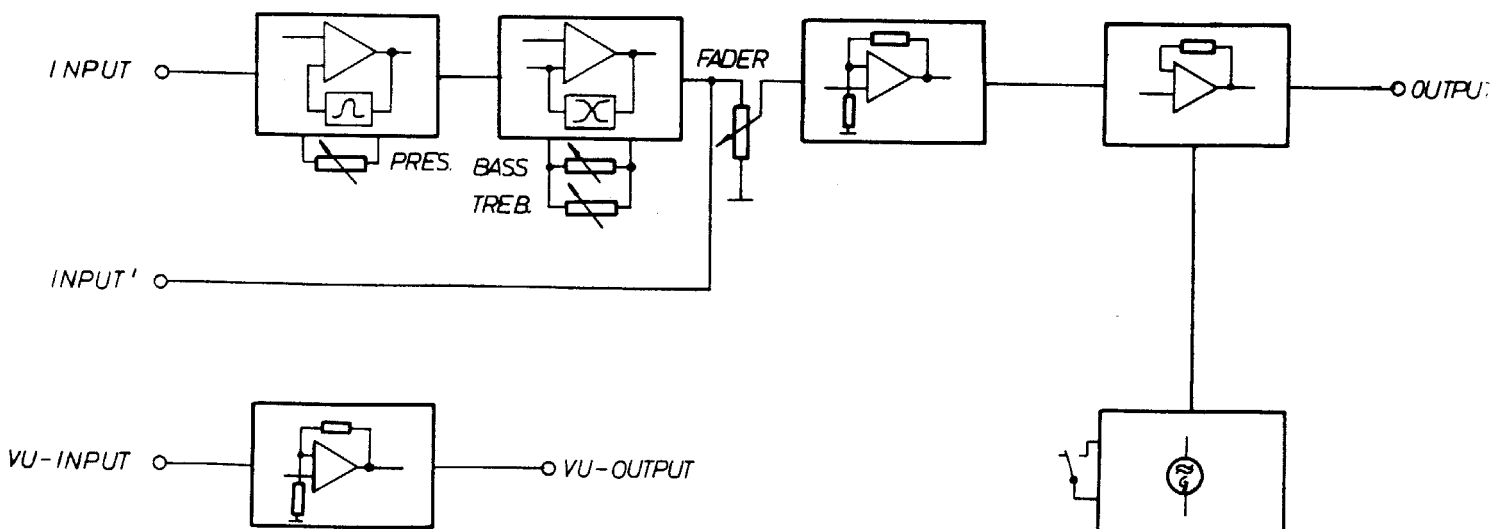 INPUT
FADER
OUTPUT
PRES.
BASS
TREB.
INPUT'
VU-INPUT
VU-OUTPUT